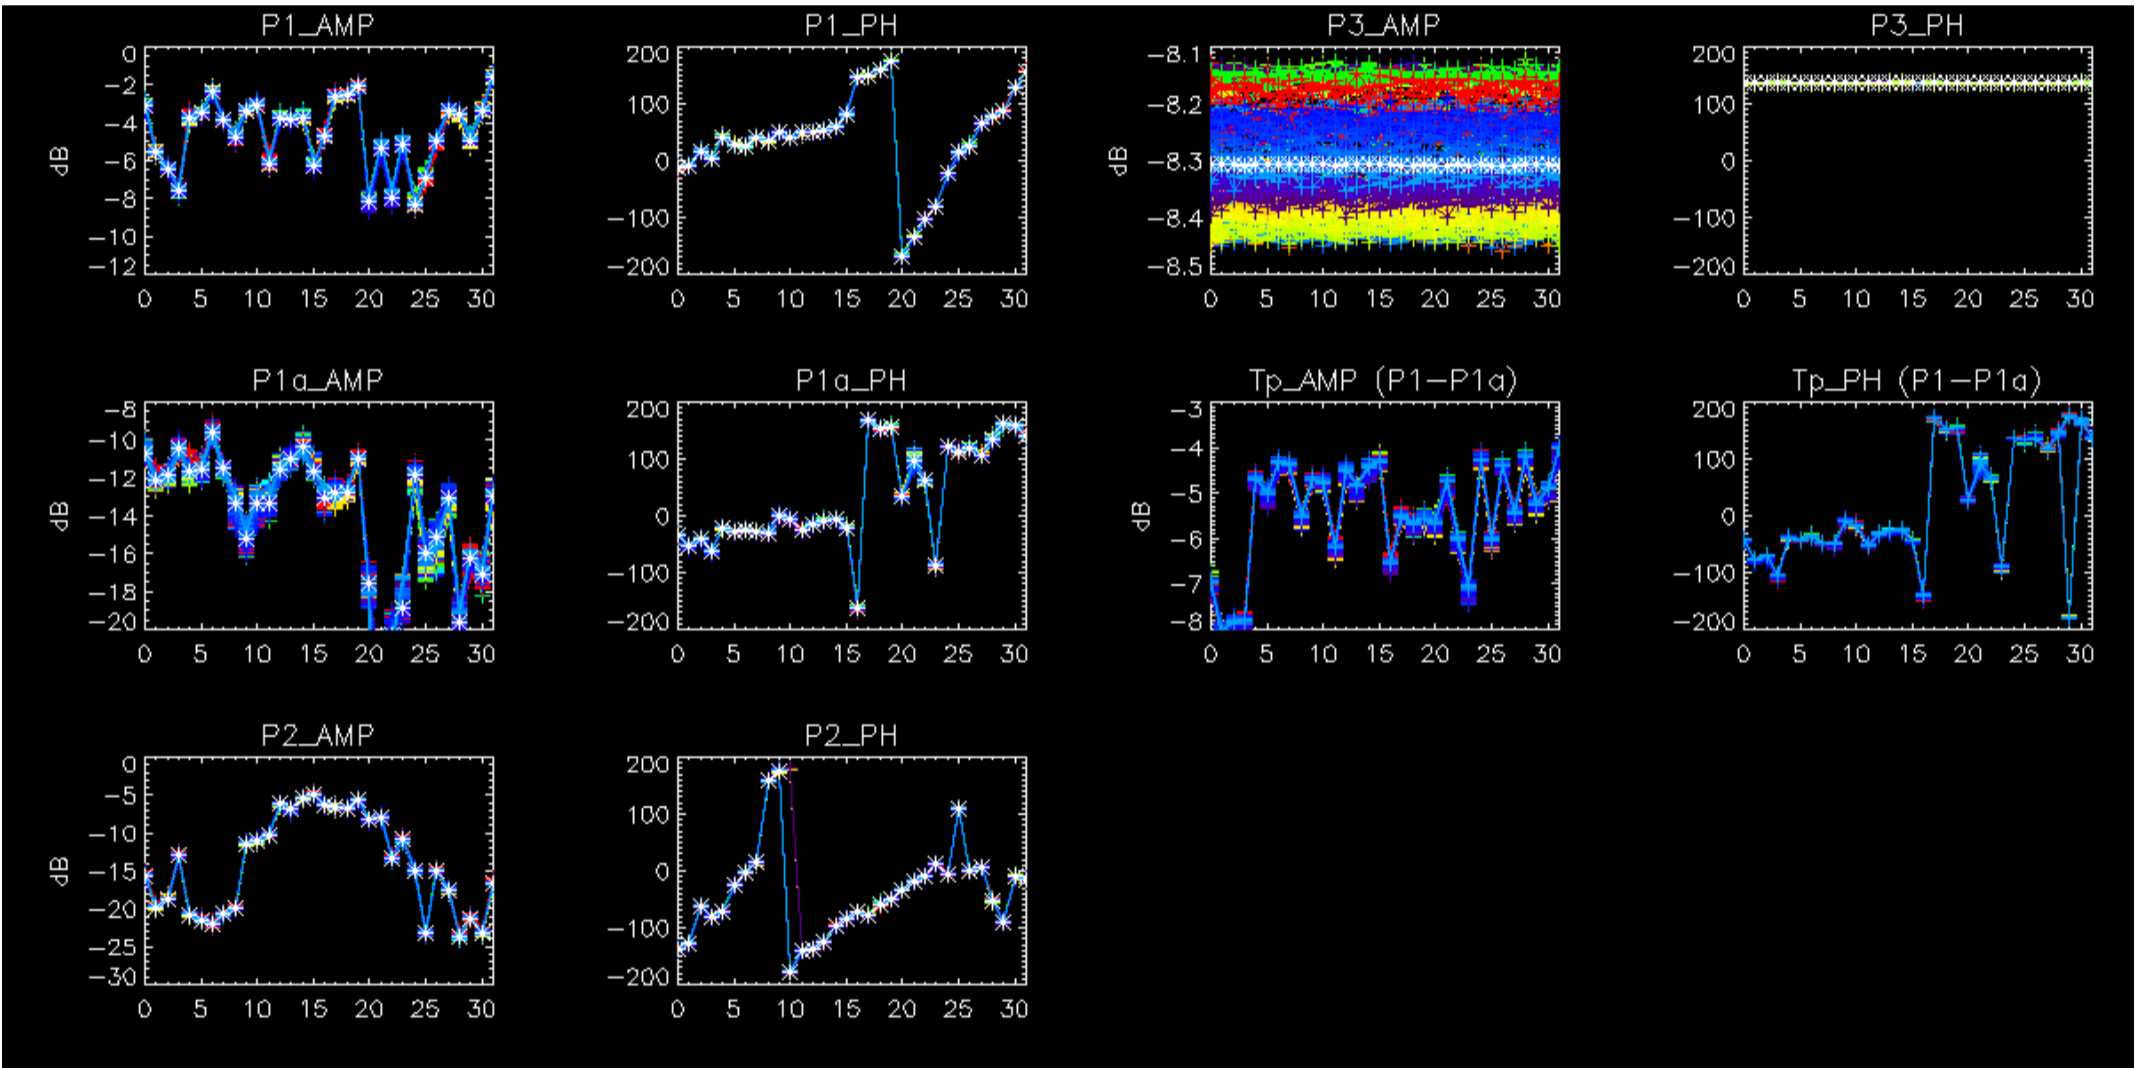 P1_AMP P1_PH P3_AMP P3_PH
0 200 -8.1 200
-2
100 -8.2 100
-4
dB -6 0 dB -8.3 0
-8
-100 -8.4 -100
-10
-12 -200 -8.5 -200
0 5 10 15 20 25 30 0 5 10 15 20 25 30 0 5 10 15 20 25 30 0 5 10 15 20 25 30
P1a_AMP P1a_PH Tp_AMP (P1-P1a) Tp_PH (P1-P1a)
-8 200 -3 200
-10
-4
100 100
-12
-5
dB -14 0 dB 0
-16 -6
-100 -100
-18 -7
-20 -200 -8 -200
0 5 10 15 20 25 30 0 5 10 15 20 25 30 0 5 10 15 20 25 30 0 5 10 15 20 25 30
P2_AMP P2_PH
0 200
-5
100
-10
dB -15 0
-20
-100
-25
-30 -200
0 5 10 15 20 25 30 0 5 10 15 20 25 30